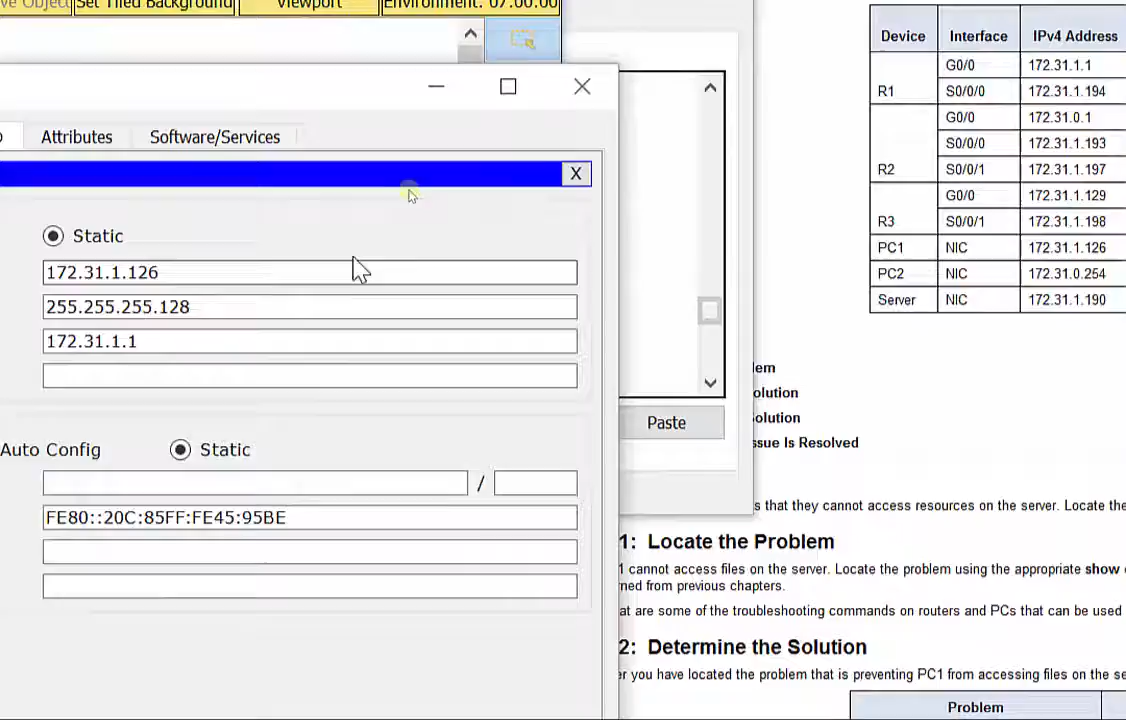 ve Object Set Tiled Background Viewport Environment: 07:00:00
Attributes Software/Services
X
Static
172.31.1.126
255.255.255.128
172.31.1.1
Auto Config Static
/
FE80::20C:85FF:FE45:95BE
Paste
Device Interface IPv4 Address
R1 G0/0 172.31.1.1
S0/0/0 172.31.1.194
R2 G0/0 172.31.0.1
S0/0/0 172.31.1.193
S0/0/1 172.31.1.197
R3 G0/0 172.31.1.129
S0/0/1 172.31.1.198
PC1 NIC 172.31.1.126
PC2 NIC 172.31.0.254
Server NIC 172.31.1.190
lem
olution
Solution
ssue Is Resolved
s that they cannot access resources on the server. Locate the
1: Locate the Problem
1 cannot access files on the server. Locate the problem using the appropriate show
ned from previous chapters.
at are some of the troubleshooting commands on routers and PCs that can be used
2: Determine the Solution
er you have located the problem that is preventing PC1 from accessing files on the se
Problem